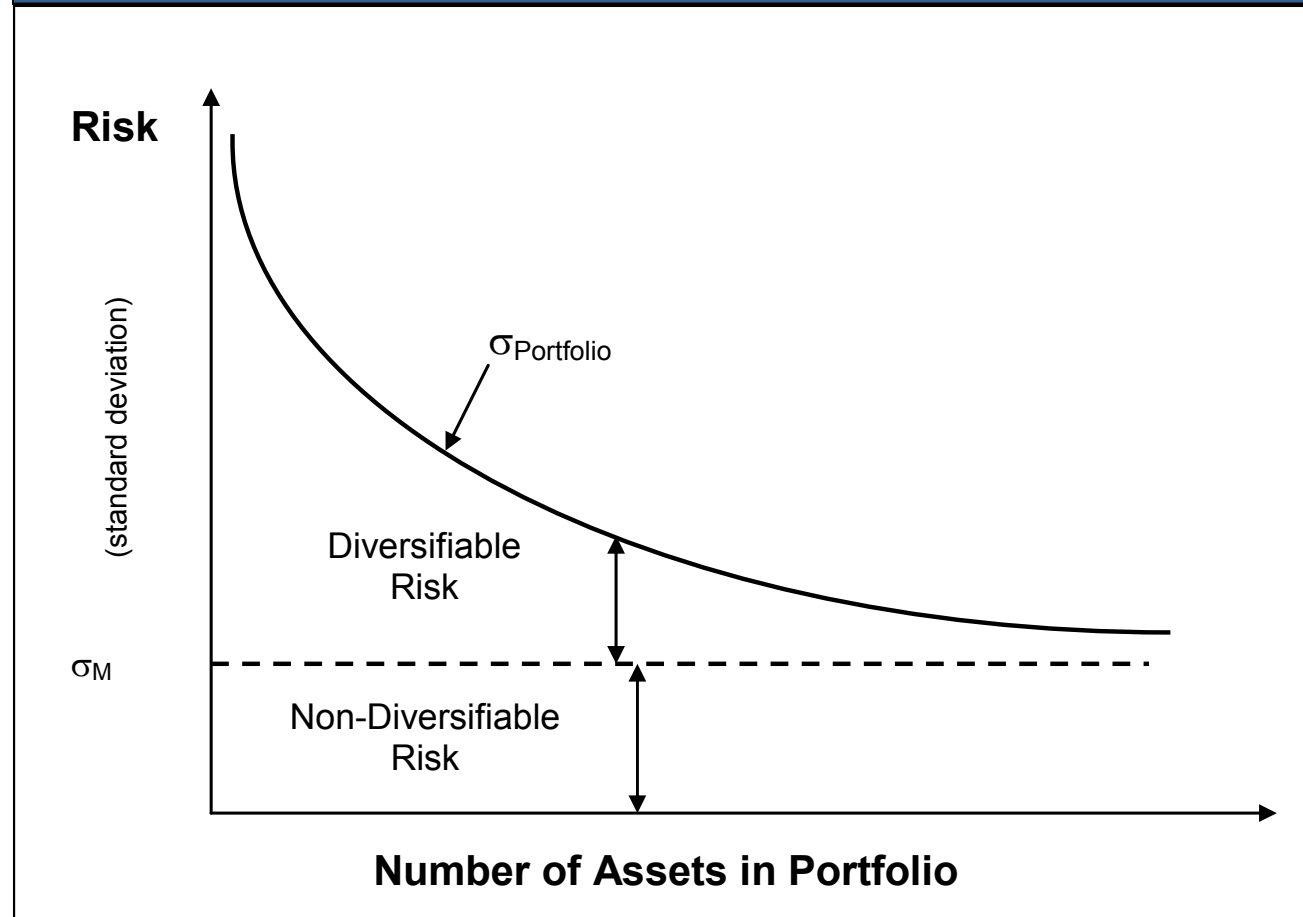 Risk
(standard deviation)
σPortfolio
Diversifiable
Risk
σM
Non-Diversifiable
Risk
Number of Assets in Portfolio